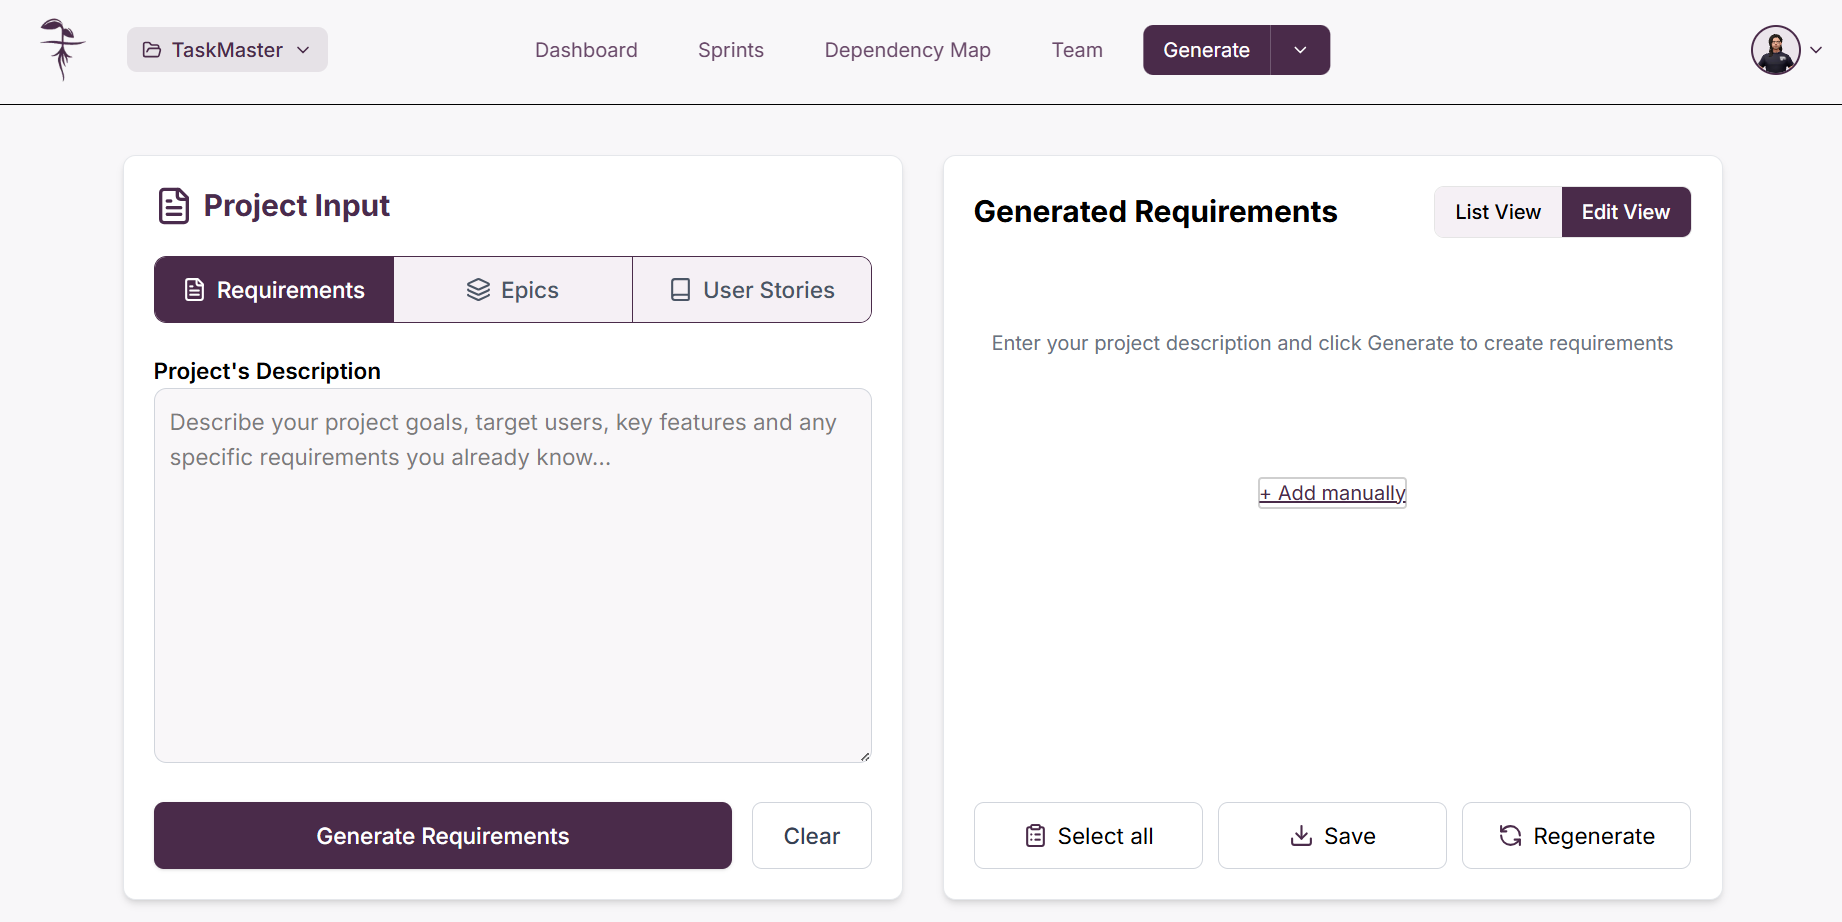 TaskMaster
Dashboard
Sprints
Dependency Map
Team
Generate
Project Input
Requirements
Epics
User Stories
Project's Description
Describe your project goals, target users, key features and any
specific requirements you already know...
Generate Requirements
Clear
Generated Requirements
List View
Edit View
Enter your project description and click Generate to create requirements
+ Add manually
Select all
Save
Regenerate